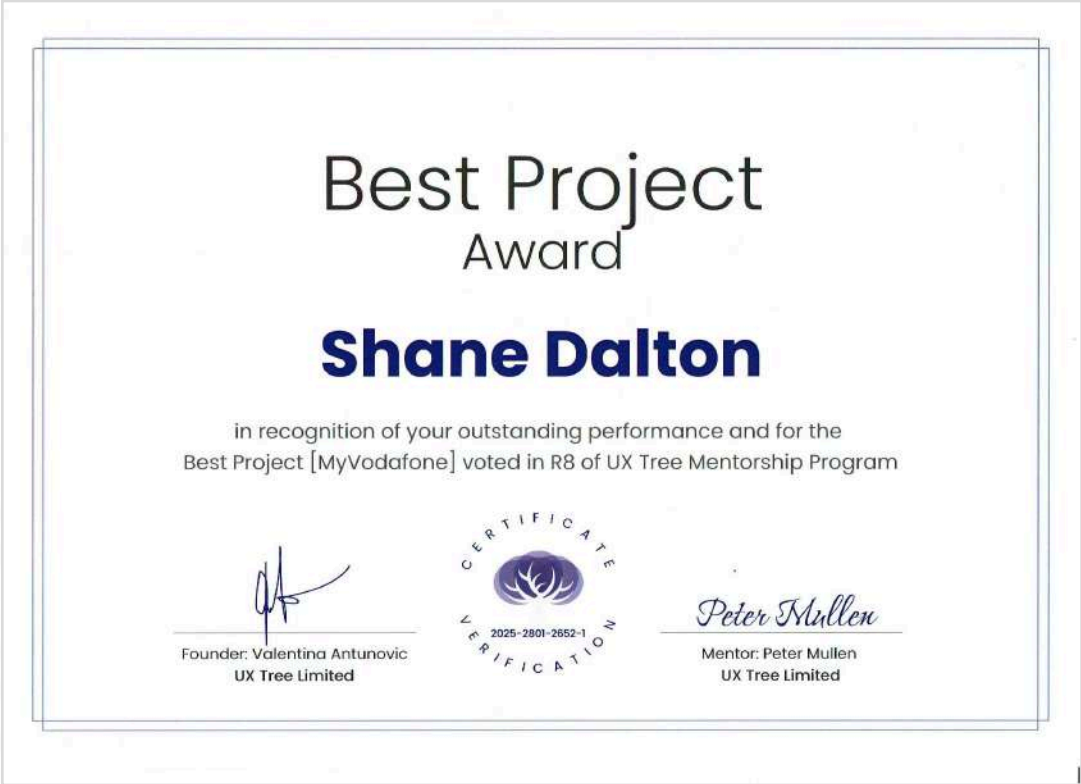 Best Project
Award
Shane Dalton
in recognition of your outstanding performance and for the
Best Project [MyVodafone] voted in R8 of UX Tree Mentorship Program
CERTIFICATE
2025-2801-2652-1
VERIFICATION
Founder: Valentina Antunovic
UX Tree Limited
Peter Mullen
Mentor: Peter Mullen
UX Tree Limited